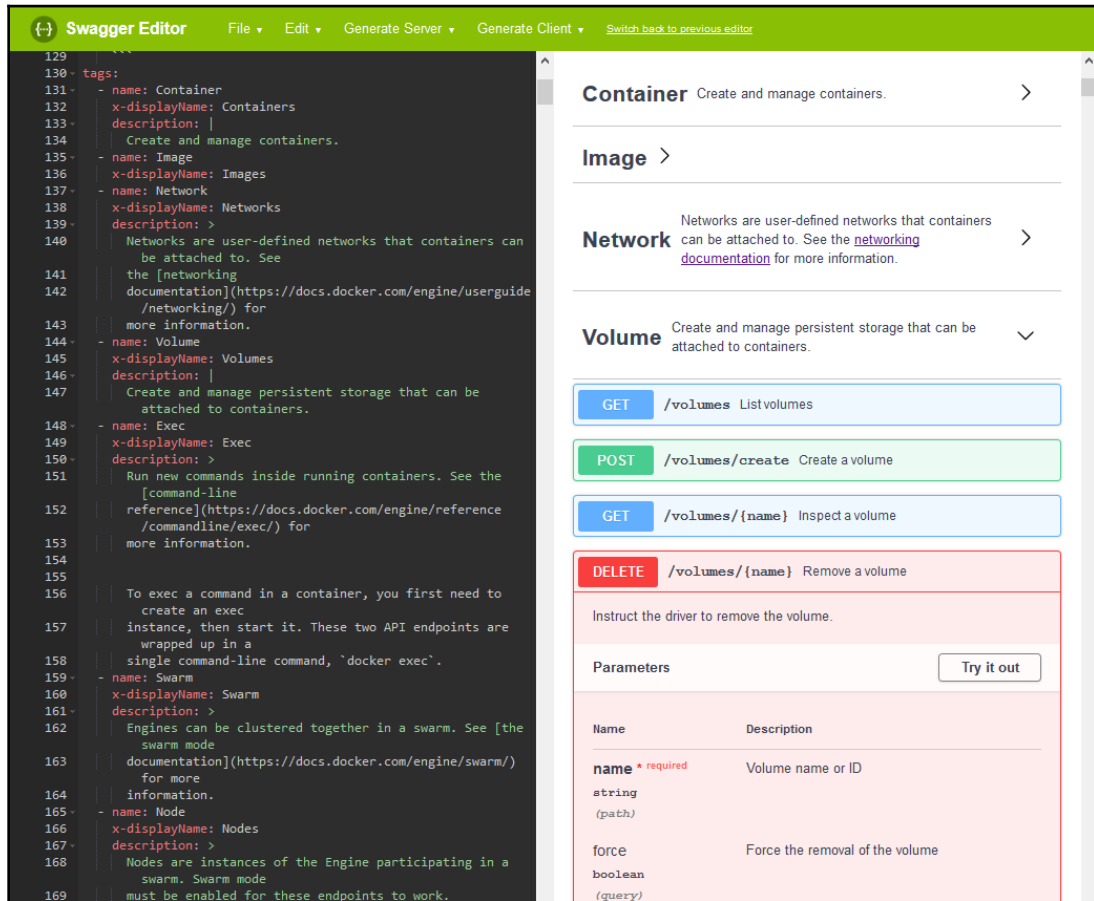 Swagger Editor File Edit Generate Server Generate Client Switch back to previous editor
129 ```
130 tags:
131 - name: Container
132 x-displayName: Containers
133 description: |
134 Create and manage containers.
135 - name: Image
136 x-displayName: Images
137 - name: Network
138 x-displayName: Networks
139 description: >
140 Networks are user-defined networks that containers can
be attached to. See
141 the [networking
142 documentation](https://docs.docker.com/engine/userguide
/networking/) for
143 more information.
144 - name: Volume
145 x-displayName: Volumes
146 description: |
147 Create and manage persistent storage that can be
attached to containers.
148 - name: Exec
149 x-displayName: Exec
150 description: >
151 Run new commands inside running containers. See the
[command-line
152 reference](https://docs.docker.com/engine/reference
/commandline/exec/) for
153 more information.
154
155
156 To exec a command in a container, you first need to
create an exec
157 instance, then start it. These two API endpoints are
wrapped up in a
158 single command-line command, `docker exec`.
159 - name: Swarm
160 x-displayName: Swarm
161 description: >
162 Engines can be clustered together in a swarm. See [the
swarm mode
163 documentation](https://docs.docker.com/engine/swarm/)
for more
164 information.
165 - name: Node
166 x-displayName: Nodes
167 description: >
168 Nodes are instances of the Engine participating in a
swarm. Swarm mode
169 must be enabled for these endpoints to work.
Container Create and manage containers.
Image
Networks are user-defined networks that containers
Network can be attached to. See the networking
documentation for more information.
Volume Create and manage persistent storage that can be
attached to containers.
GET /volumes List volumes
POST /volumes/create Create a volume
GET /volumes/{name} Inspect a volume
DELETE /volumes/{name} Remove a volume
Instruct the driver to remove the volume.
Parameters Try it out
Name Description
name * required Volume name or ID
string
(path)
force Force the removal of the volume
boolean
(query)